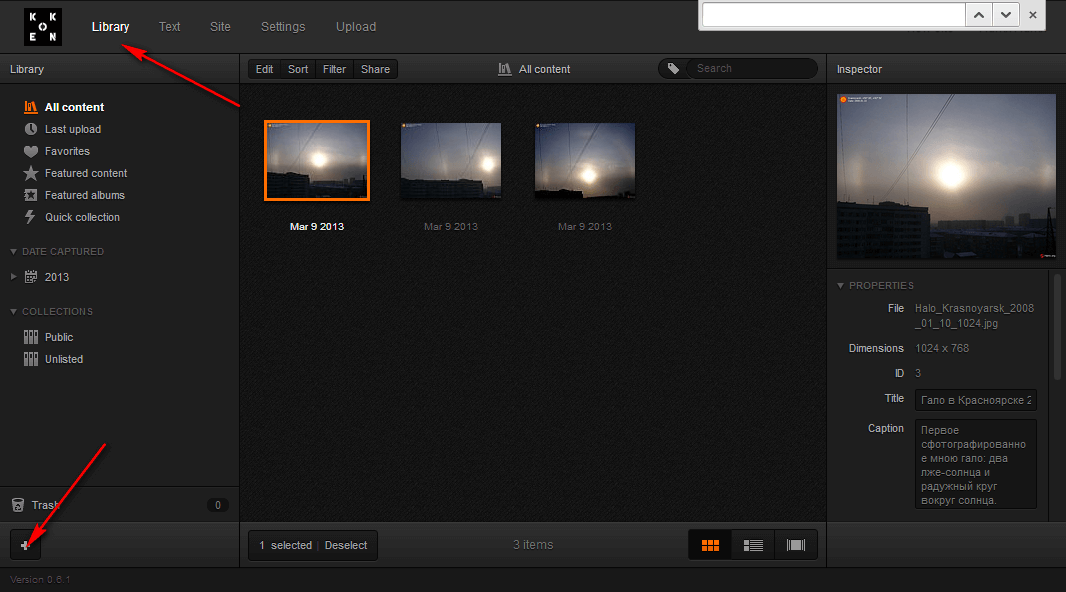 K K
O
E N
Library
Text
Site
Settings
Upload
Library
Edit
Sort
Filter
Share
All content
Search
Inspector
All content
Last upload
Favorites
Featured content
Featured albums
Quick collection
DATE CAPTURED
2013
COLLECTIONS
Public
Unlisted
Mar 9 2013
Mar 9 2013
Mar 9 2013
PROPERTIES
File
Halo_Krasnoyarsk_2008
_01_10_1024.jpg
Dimensions
1024 x 768
ID
3
Title
Гало в Красноярске 2
Caption
Первое
сфотографированно
е мною гало: два
лже-солнца и
радужный круг
вокруг солнца.
Trash
0
1 selected
Deselect
3 items
Version 0.6.1